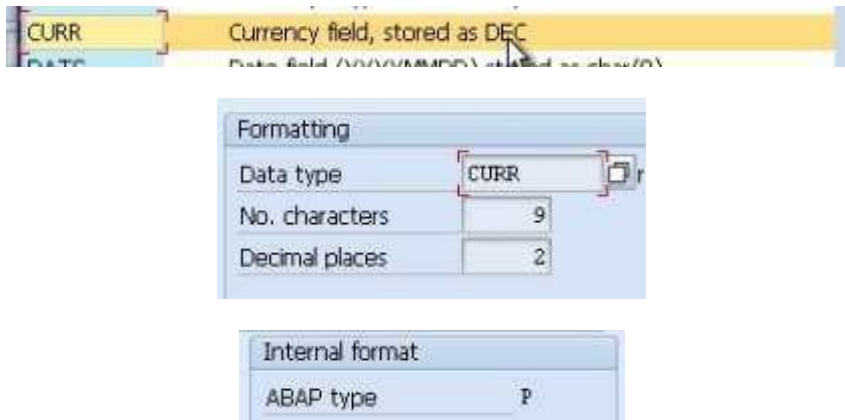 CURR Currency field, stored as DEC
Formatting
Data type CURR
No. characters 9
Decimal places 2
Internal format
ABAP type P